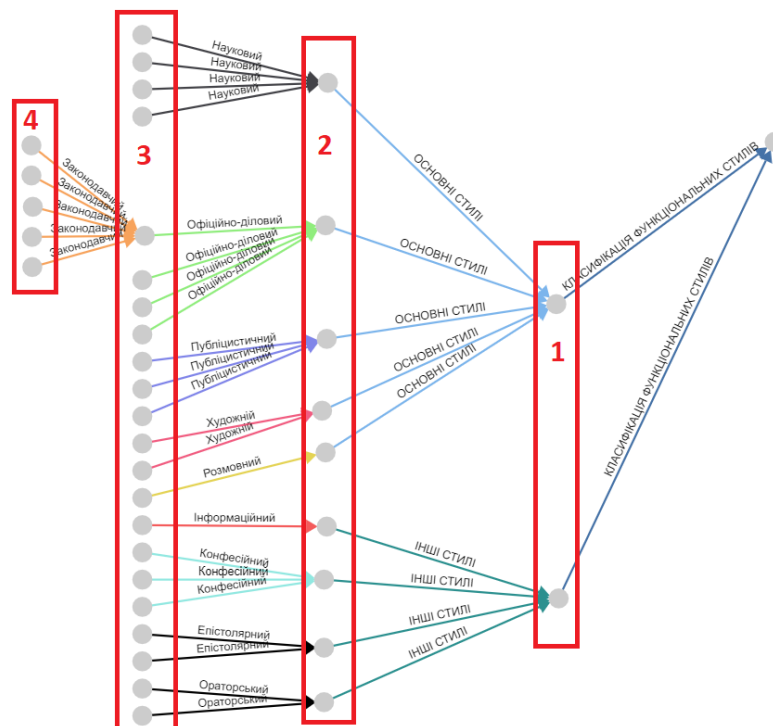 4
3
2
1
Науковий
Науковий
Науковий
Науковий
Законодавчий
Законодавчий
Законодавчий
Законодавчий
Законодавчий
Офіційно-діловий
Офіційно-діловий
Офіційно-діловий
Офіційно-діловий
Публіцистичний
Публіцистичний
Публіцистичний
Художній
Художній
Розмовний
Інформаційний
Конфесійний
Конфесійний
Конфесійний
Епістолярний
Епістолярний
Ораторський
Ораторський
ОСНОВНІ СТИЛІ
ОСНОВНІ СТИЛІ
ОСНОВНІ СТИЛІ
ОСНОВНІ СТИЛІ
ОСНОВНІ СТИЛІ
ІНШІ СТИЛІ
ІНШІ СТИЛІ
ІНШІ СТИЛІ
ІНШІ СТИЛІ
КЛАСИФІКАЦІЯ ФУНКЦІОНАЛЬНИХ СТИЛІВ
КЛАСИФІКАЦІЯ ФУНКЦІОНАЛЬНИХ СТИЛІВ